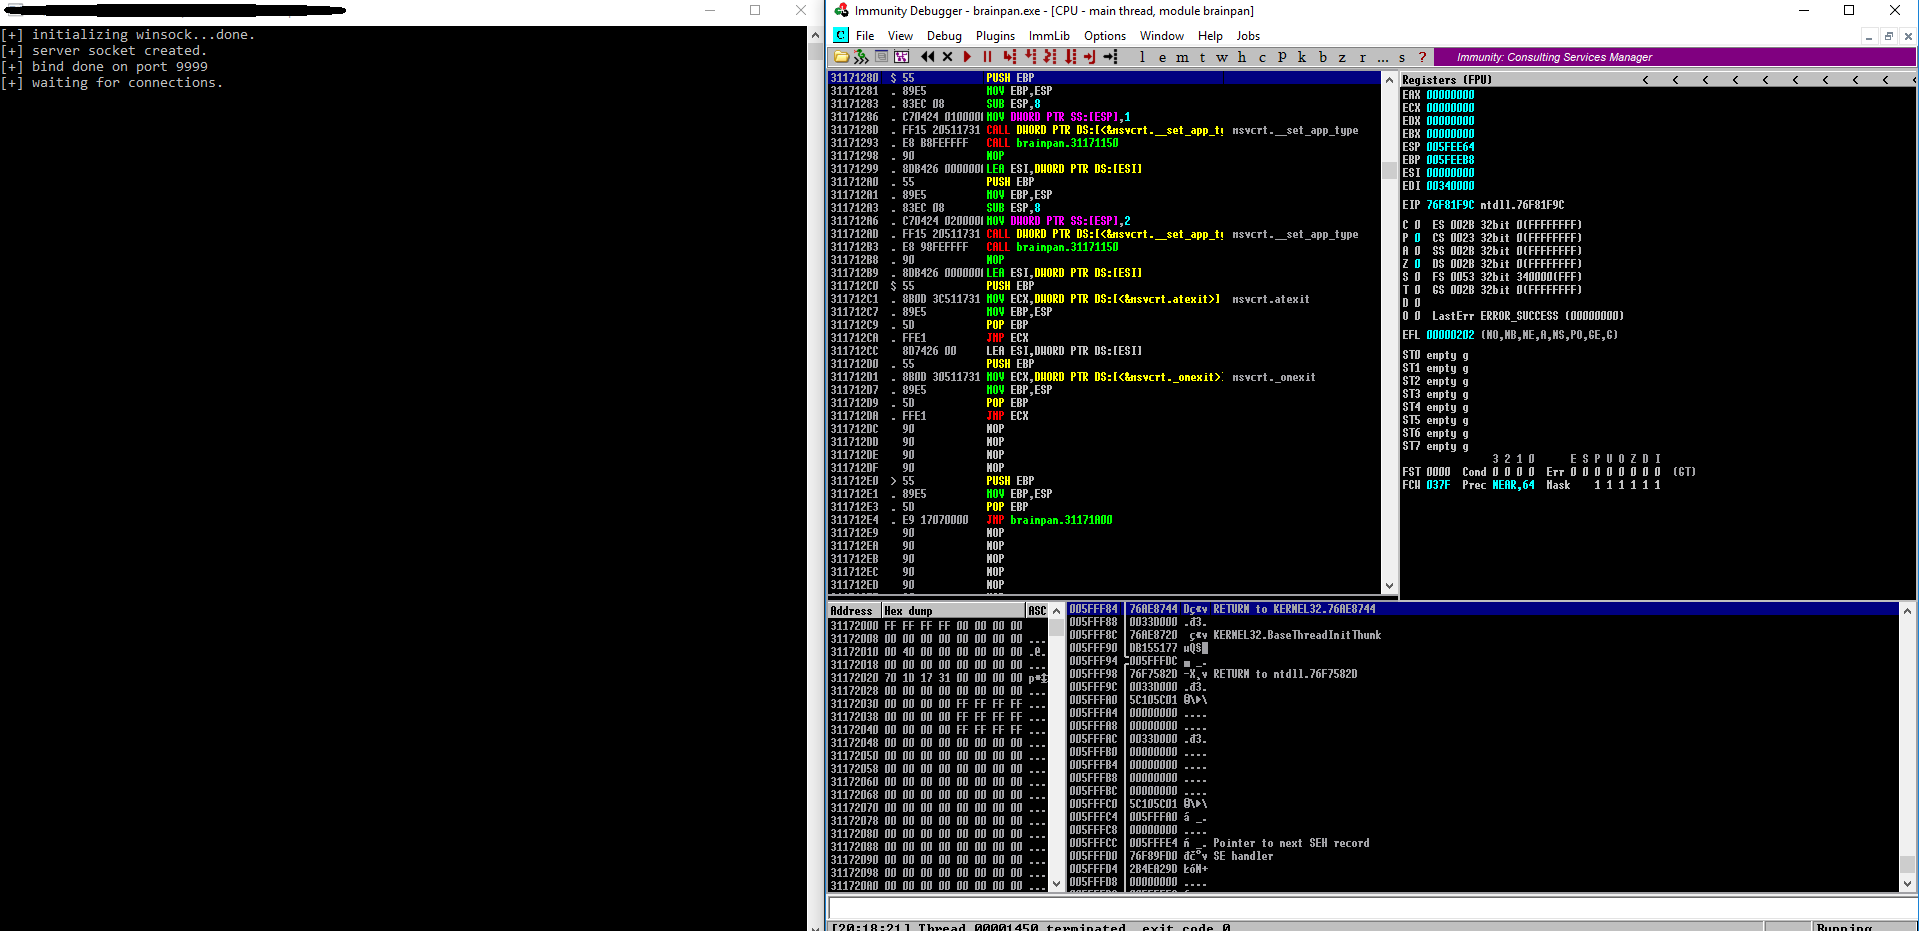 [+] initializing winsock...done.
[+] server socket created.
[+] bind done on port 9999
[+] waiting for connections.
Immunity Debugger - brainpan.exe - [CPU - main thread, module brainpan]
C File View Debug Plugins ImmLib Options Window Help Jobs
l e m t w h c P k b z r ... s ? Immunity: Consulting Services Manager
31171280 $ 55 PUSH EBP
31171281 . 89E5 MOV EBP,ESP
31171283 . 83EC 08 SUB ESP,8
31171286 . C70424 0100000 MOV DWORD PTR SS:[ESP],1
3117128D . FF15 20511731 CALL DWORD PTR DS:[<&msvcrt.__set_app_ty msvcrt.__set_app_type
31171293 . E8 B8FEFFFF CALL brainpan.31171150
31171298 . 90 NOP
31171299 . 8DB426 0000000 LEA ESI,DWORD PTR DS:[ESI]
311712A0 . 55 PUSH EBP
311712A1 . 89E5 MOV EBP,ESP
311712A3 . 83EC 08 SUB ESP,8
311712A6 . C70424 0200000 MOV DWORD PTR SS:[ESP],2
311712AD . FF15 20511731 CALL DWORD PTR DS:[<&msvcrt.__set_app_ty msvcrt.__set_app_type
311712B3 . E8 98FEFFFF CALL brainpan.31171150
311712B8 . 90 NOP
311712B9 . 8DB426 0000000 LEA ESI,DWORD PTR DS:[ESI]
311712C0 $ 55 PUSH EBP
311712C1 . 8B0D 3C511731 MOV ECX,DWORD PTR DS:[<&msvcrt.atexit>] msvcrt.atexit
311712C7 . 89E5 MOV EBP,ESP
311712C9 . 5D POP EBP
311712CA . FFE1 JMP ECX
311712CC 8D7426 00 LEA ESI,DWORD PTR DS:[ESI]
311712D0 . 55 PUSH EBP
311712D1 . 8B0D 30511731 MOV ECX,DWORD PTR DS:[<&msvcrt._onexit>] msvcrt._onexit
311712D7 . 89E5 MOV EBP,ESP
311712D9 . 5D POP EBP
311712DA . FFE1 JMP ECX
311712DC 90 NOP
311712DD 90 NOP
311712DE 90 NOP
311712DF 90 NOP
311712E0 > 55 PUSH EBP
311712E1 . 89E5 MOV EBP,ESP
311712E3 . 5D POP EBP
311712E4 . E9 17070000 JMP brainpan.31171A00
311712E9 90 NOP
311712EA 90 NOP
311712EB 90 NOP
311712EC 90 NOP
311712ED 90 NOP
Registers (FPU) < < < < < < < < < <
EAX 00000000
ECX 00000000
EDX 00000000
EBX 00000000
ESP 005FEE64
EBP 005FEEB8
ESI 00000000
EDI 00340000
EIP 76F81F9C ntdll.76F81F9C
C 0 ES 002B 32bit 0(FFFFFFFF)
P 0 CS 0023 32bit 0(FFFFFFFF)
A 0 SS 002B 32bit 0(FFFFFFFF)
Z 0 DS 002B 32bit 0(FFFFFFFF)
S 0 FS 0053 32bit 340000(FFF)
T 0 GS 002B 32bit 0(FFFFFFFF)
D 0
O 0 LastErr ERROR_SUCCESS (00000000)
EFL 00000202 (NO,NB,NE,A,NS,PO,GE,G)
ST0 empty g
ST1 empty g
ST2 empty g
ST3 empty g
ST4 empty g
ST5 empty g
ST6 empty g
ST7 empty g
3 2 1 0 E S P U O Z D I
FST 0000 Cond 0 0 0 0 Err 0 0 0 0 0 0 0 0 (GT)
FCW 037F Prec NEAR,64 Mask 1 1 1 1 1 1
Address Hex dump ASC
31172000 FF FF FF FF 00 00 00 00
31172008 00 00 00 00 00 00 00 00 ...
31172010 00 40 00 00 00 00 00 00 .@.
31172018 00 00 00 00 00 00 00 00 ...
31172020 70 1D 17 31 00 00 00 00
31172028 00 00 00 00 00 00 00 00 ...
31172030 00 00 00 00 FF FF FF FF ...
31172038 00 00 00 00 FF FF FF FF ...
31172040 00 00 00 00 FF FF FF FF ...
31172048 00 00 00 00 00 00 00 00 ...
31172050 00 00 00 00 00 00 00 00 ...
31172058 00 00 00 00 00 00 00 00 ...
31172060 00 00 00 00 00 00 00 00 ...
31172068 00 00 00 00 00 00 00 00 ...
31172070 00 00 00 00 00 00 00 00 ...
31172078 00 00 00 00 00 00 00 00 ...
31172080 00 00 00 00 00 00 00 00 ...
31172088 00 00 00 00 00 00 00 00 ...
31172090 00 00 00 00 00 00 00 00 ...
31172098 00 00 00 00 00 00 00 00 ...
311720A0 00 00 00 00 00 00 00 00 ...
005FFF84 76AE8744 RETURN to KERNEL32.76AE8744
005FFF88 0033D000 .đ3.
005FFF8C 76AE8720 KERNEL32.BaseThreadInitThunk
005FFF90 DB155177
005FFF94 005FFFDC
005FFF98 76F7582D RETURN to ntdll.76F7582D
005FFF9C 0033D000 .đ3.
005FFFA0 5C105C01
005FFFA4 00000000 ....
005FFFA8 00000000 ....
005FFFAC 0033D000 .đ3.
005FFFB0 00000000 ....
005FFFB4 00000000 ....
005FFFB8 00000000 ....
005FFFBC 00000000 ....
005FFFC0 5C105C01
005FFFC4 005FFFA0 á _.
005FFFC8 00000000 ....
005FFFCC 005FFFE4 ń _. Pointer to next SEH record
005FFFD0 76F89FD0 SE handler
005FFFD4 2B4EA29D
005FFFD8 00000000 ....
[20:18:21] Thread 00001450 terminated, exit code 0
Running